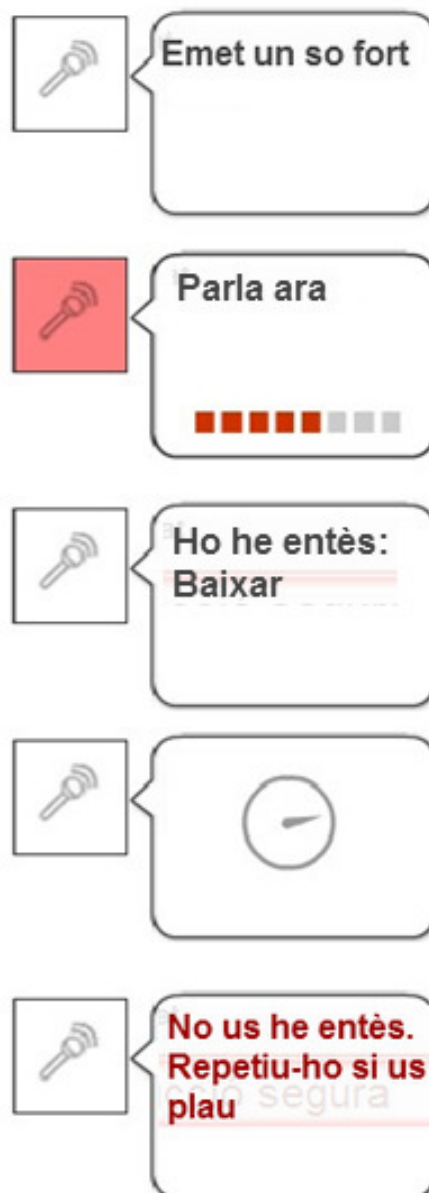 Emet un so fort
Parla ara
Ho he entès:
Baixar
No us he entès.
Repetiu-ho si us
plau
segura